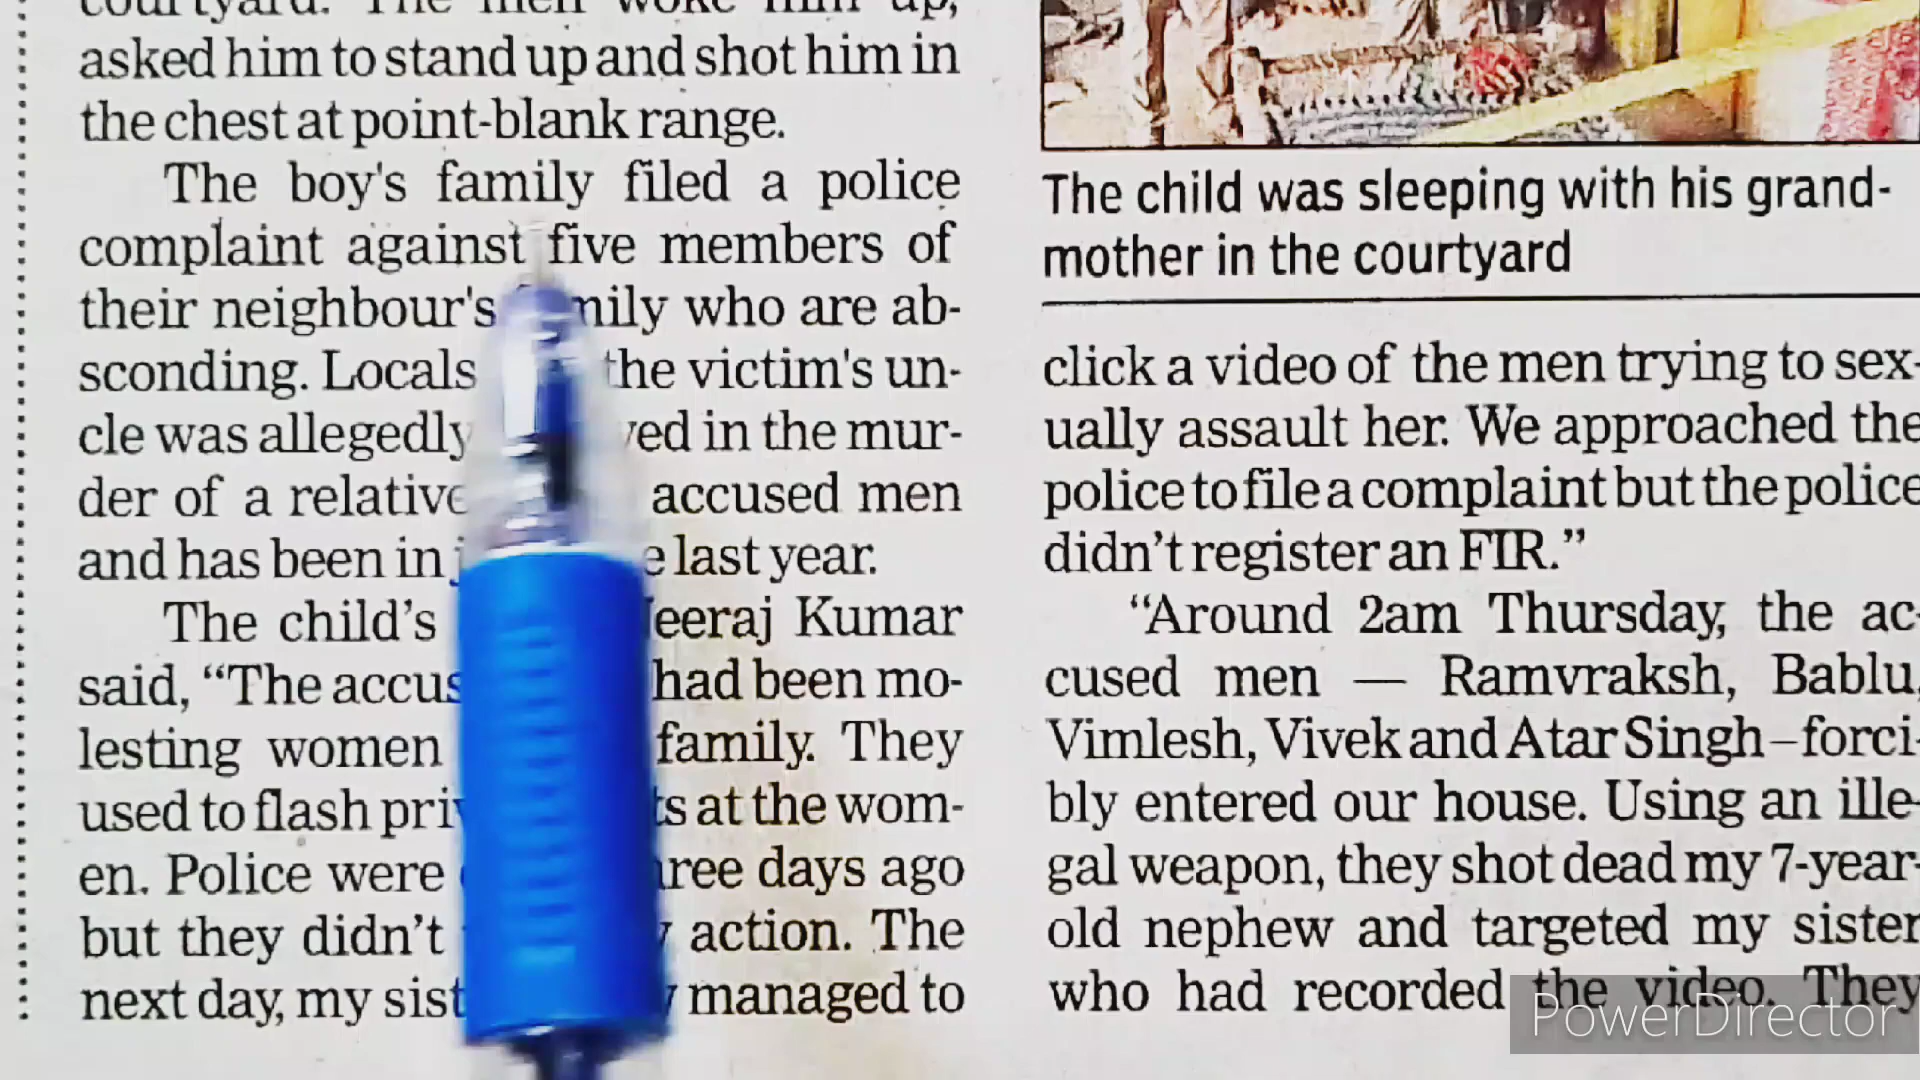 courtyard. The men woke him up,
asked him to stand up and shot him in
the chest at point-blank range.
The boy's family filed a police
complaint against five members of
their neighbour's mily who are ab-
sconding. Locals the victim's un-
cle was allegedly ved in the mur-
der of a relative accused men
and has been in e last year.
The child's eeraj Kumar
said, “The accus had been mo-
lesting women family. They
used to flash pri ts at the wom-
en. Police were ree days ago
but they didn't action. The
next day, my sist managed to
The child was sleeping with his grand-
mother in the courtyard
click a video of the men trying to sex-
ually assault her. We approached the
police to file a complaint but the police
didn't register an FIR.”
“Around 2am Thursday, the ac-
cused men — Ramvraksh, Bablu,
Vimlesh, Vivek and Atar Singh – forci-
bly entered our house. Using an ille-
gal weapon, they shot dead my 7-year-
old nephew and targeted my sister
who had recorded the video. They
PowerDirector